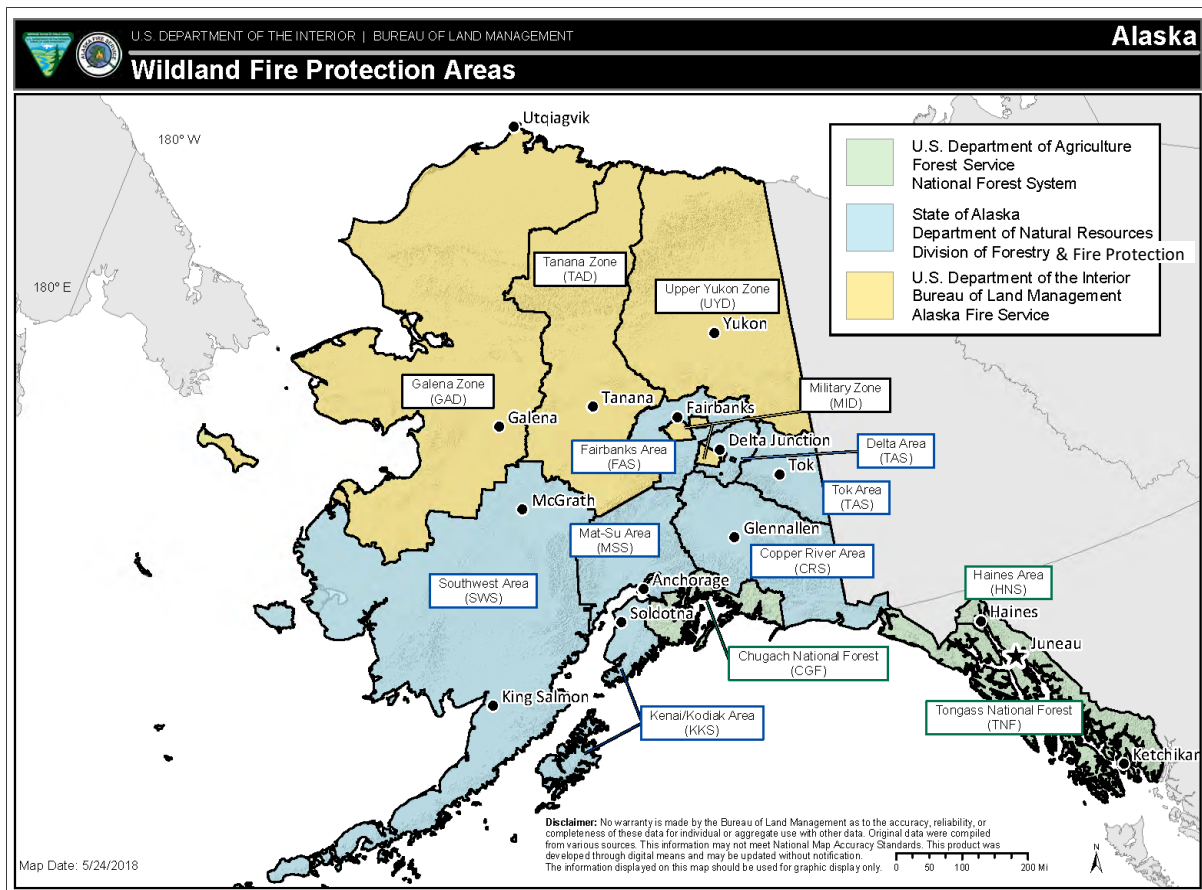 U.S. DEPARTMENT OF THE INTERIOR | BUREAU OF LAND MANAGEMENT
Alaska
Wildland Fire Protection Areas
Utqiagvik
180° W
U.S. Department of Agriculture
Forest Service
National Forest System
State of Alaska
Department of Natural Resources
Division of Forestry & Fire Protection
U.S. Department of the Interior
Bureau of Land Management
Alaska Fire Service
180° E
Tanana Zone
(TAD)
Upper Yukon Zone
(UYD)
Yukon
Galena Zone
(GAD)
Military Zone
(MID)
Tanana
Galena
Fairbanks
Delta Junction
Delta Area
(TAS)
Fairbanks Area
(FAS)
Tok
Tok Area
(TAS)
McGrath
Mat-Su Area
(MSS)
Glennallen
Copper River Area
(CRS)
Southwest Area
(SWS)
Anchorage
Haines Area
(HNS)
Soldotna
Haines
Juneau
Chugach National Forest
(CGF)
King Salmon
Kenai/Kodiak Area
(KKS)
Tongass National Forest
(TNF)
Ketchikan
Disclaimer: No warranty is made by the Bureau of Land Management as to the accuracy, reliability, or
completeness of these data for individual or aggregate use with other data. Original data were compiled
from various sources. This information may not meet National Map Accuracy Standards. This product was
developed through digital means and may be updated without notification.
The information displayed on this map should be used for graphic display only.
0 50 100 200 Mi
N
Map Date: 5/24/2018